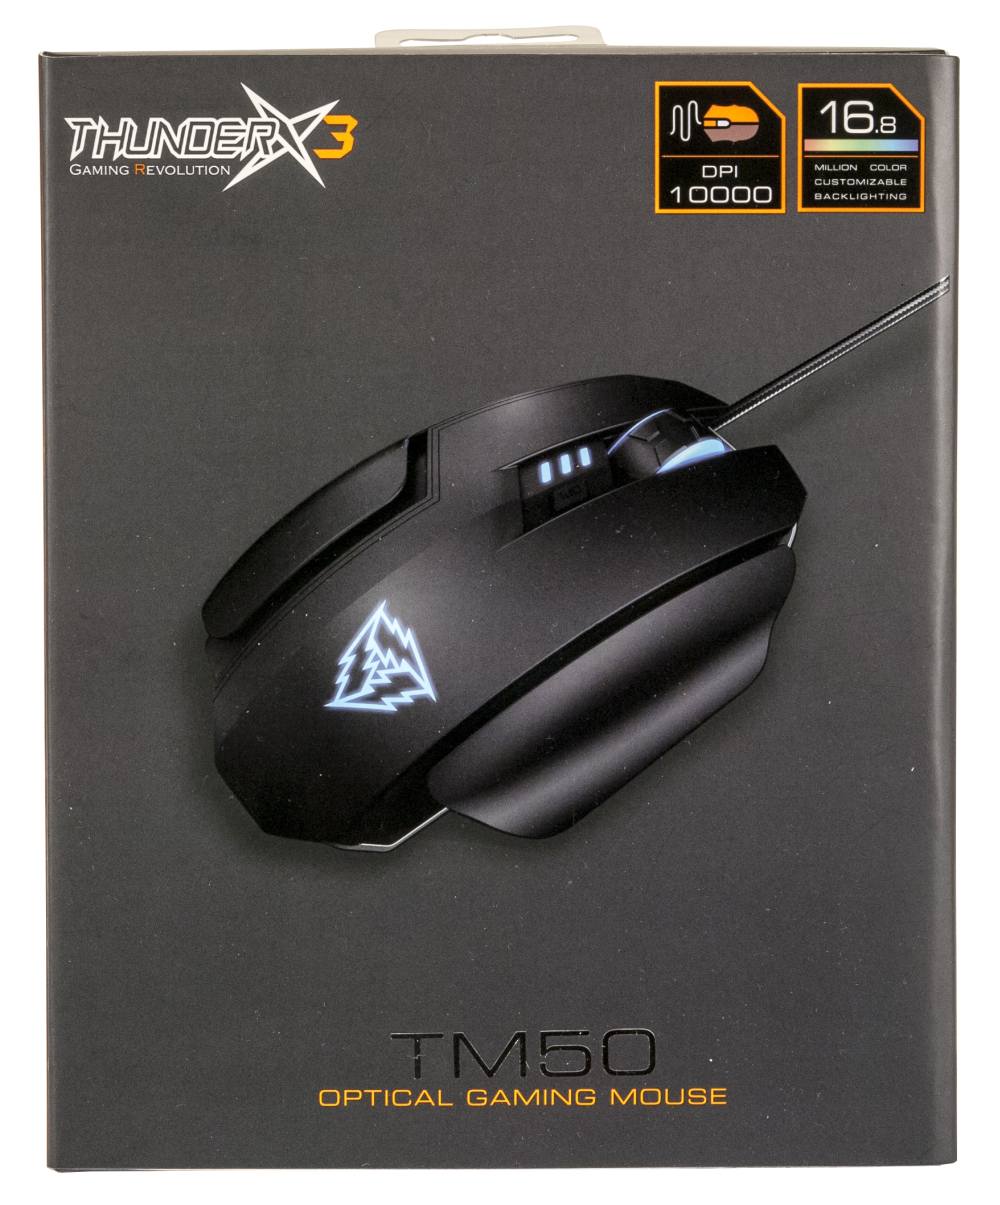 THUNDERX3
GAMING REVOLUTION
DPI
10000
16.8
MILLION COLOR
CUSTOMIZABLE
BACKLIGHTING
TM50
OPTICAL GAMING MOUSE